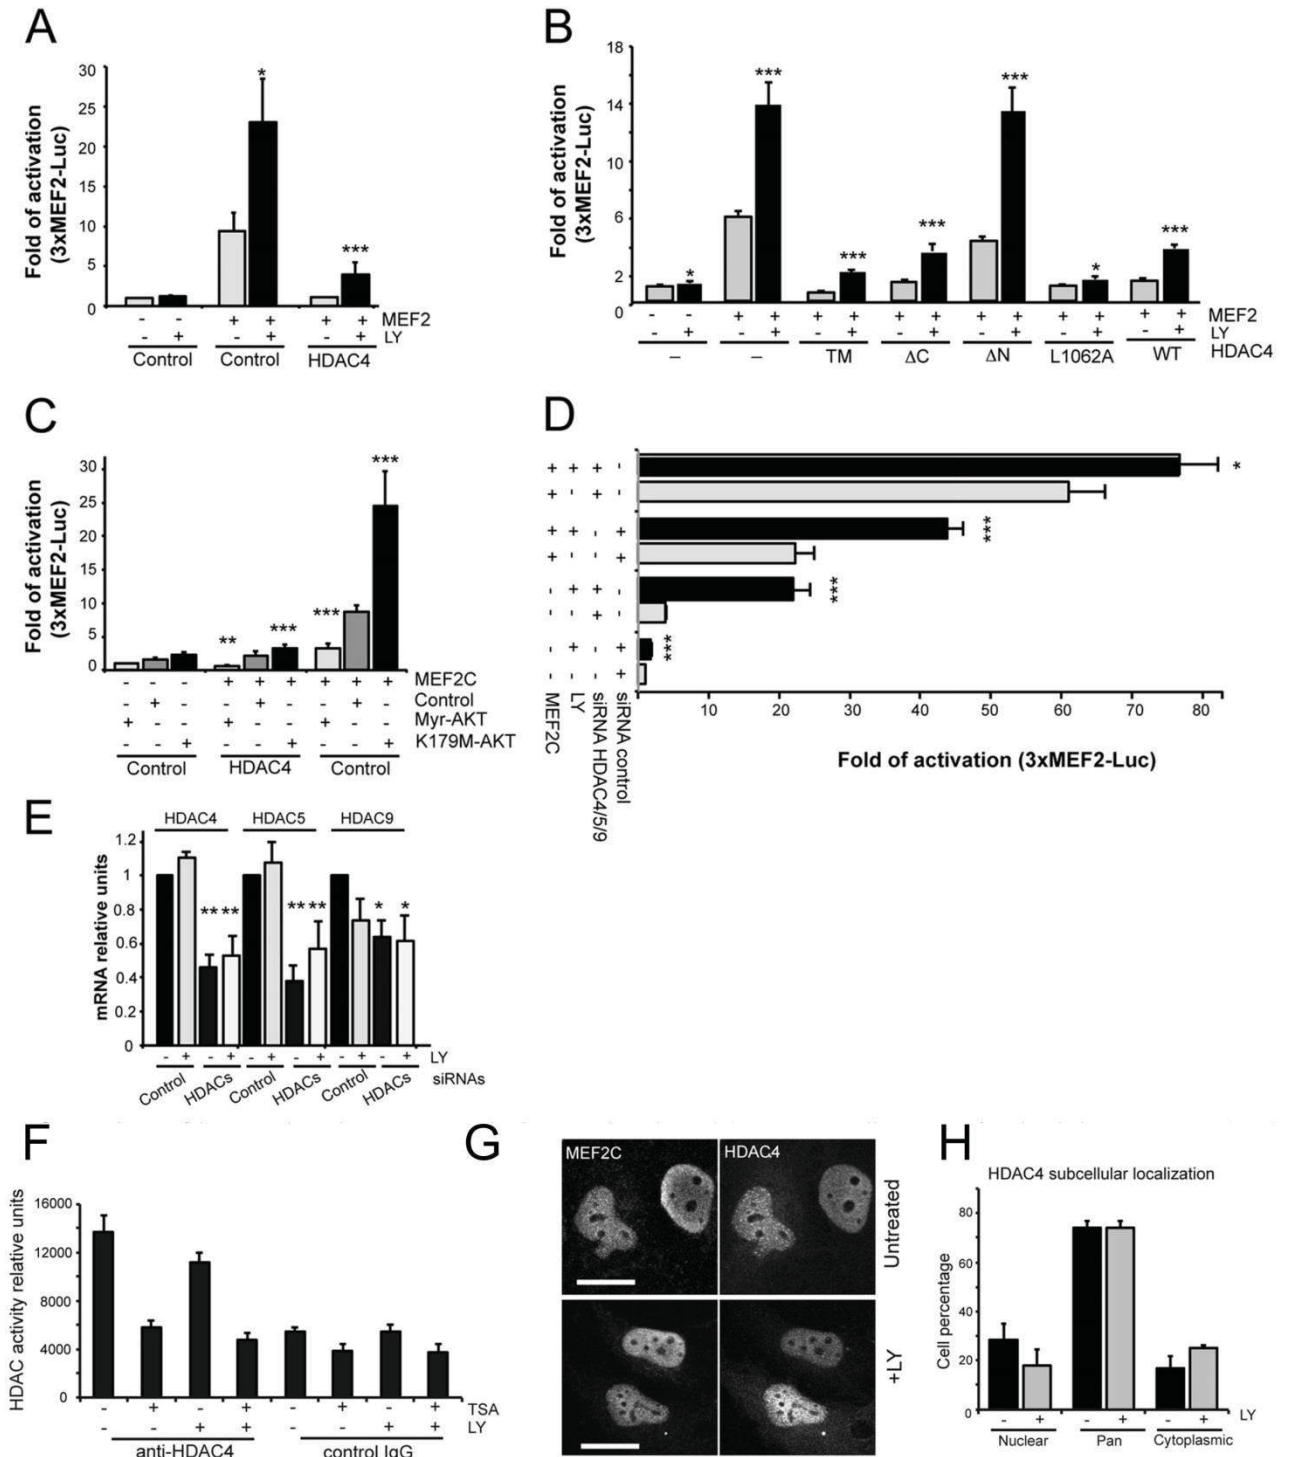 A
Fold of activation
(3xMEF2-Luc)
30
25
20
15
10
5
0
*
***
- - + + + + MEF2
- + - + - + LY
Control Control HDAC4
B
Fold of activation
(3xMEF2-Luc)
18
14
10
6
2
0
* *** *** *** *** * ***
- - + + + + + + + + + + + + MEF2
- + - + - + - + - + - + - + LY
– – TM ΔC ΔN L1062A WT HDAC4
C
Fold of activation
(3xMEF2-Luc)
30
25
20
15
10
5
0
** *** *** ***
- - - + + + + + + MEF2C
- + - - + - - + - Control
+ - - + - - + - - Myr-AKT
- - + - - + - - + K179M-AKT
Control HDAC4 Control
D
+ + + - *
+ - + -
+ + - + ***
+ - - +
- + + - ***
- - + -
- + - + ***
- - - +
MEF2C
LY
siRNA HDAC4/5/9
siRNA control
10 20 30 40 50 60 70 80
Fold of activation (3xMEF2-Luc)
E
HDAC4 HDAC5 HDAC9
mRNA relative units
1.2
1
0.8
0.6
0.4
0.2
0
** ** ** ** * *
- + - + - + - + - + - + LY
Control HDACs Control HDACs Control HDACs siRNAs
F
HDAC activity relative units
16000
12000
8000
4000
0
- + - + - + - + TSA
- - + + - - + + LY
anti-HDAC4 control IgG
G
MEF2C HDAC4
Untreated
+LY
H
HDAC4 subcellular localization
Cell percentage
80
60
40
20
0
- + - + - + LY
Nuclear Pan Cytoplasmic